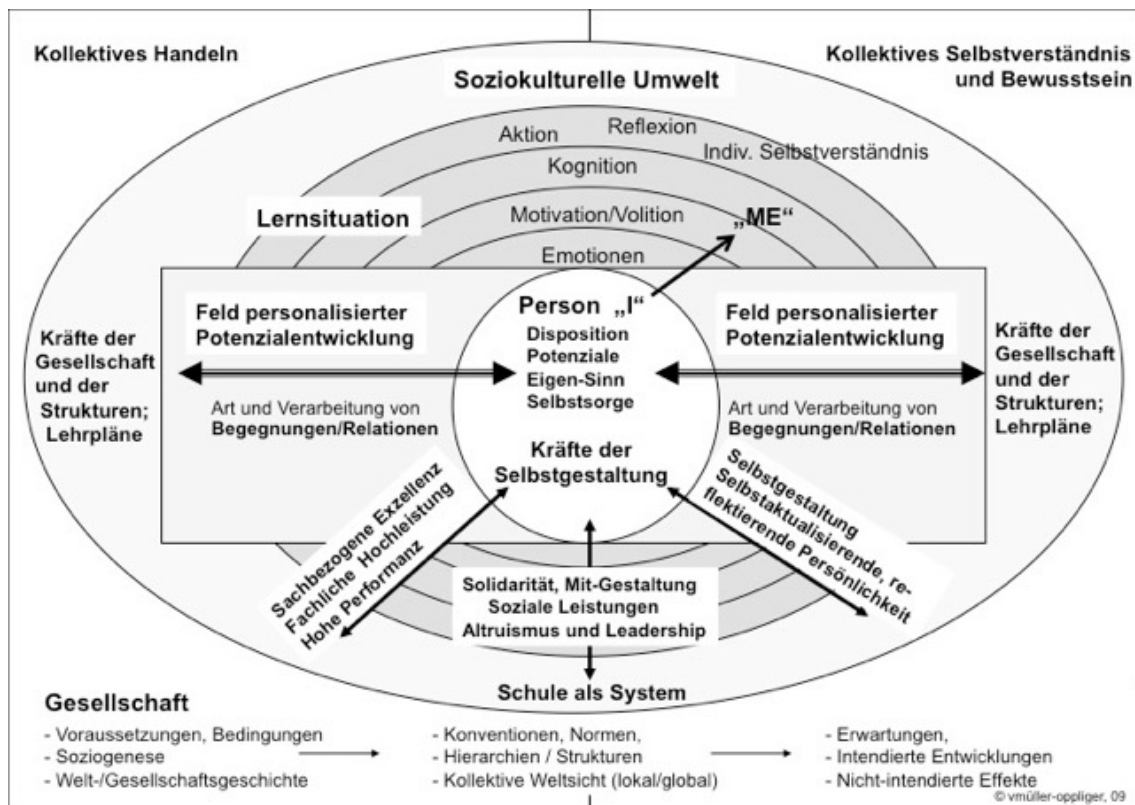 Kollektives Handeln
Kollektives Selbstverständnis
und Bewusstsein
Soziokulturelle Umwelt
Aktion
Reflexion
Indiv. Selbstverständnis
Kognition
Lernsituation
Motivation/Volition
„ME“
Emotionen
Kräfte der
Gesellschaft
und der
Strukturen;
Lehrpläne
Feld personalisierter
Potenzialentwicklung
Art und Verarbeitung von
Begegnungen/Relationen
Person „I“
Disposition
Potenziale
Eigen-Sinn
Selbstsorge
Kräfte der
Selbstgestaltung
Feld personalisierter
Potenzialentwicklung
Art und Verarbeitung von
Begegnungen/Relationen
Kräfte der
Gesellschaft
und der
Strukturen;
Lehrpläne
Sachbezogene Exzellenz
Fachliche Hochleistung
Hohe Performanz
Solidarität, Mit-Gestaltung
Soziale Leistungen
Altruismus und Leadership
Selbstgestaltung
Selbstaktualisierende, re-
flektierende Persönlichkeit
Schule als System
Gesellschaft
- Voraussetzungen, Bedingungen
- Soziogenese
- Welt-/Gesellschaftsgeschichte
- Konventionen, Normen,
- Hierarchien / Strukturen
- Kollektive Weltsicht (lokal/global)
- Erwartungen,
- Intendierte Entwicklungen
- Nicht-intendierte Effekte
© vmüller-oppliger, 09